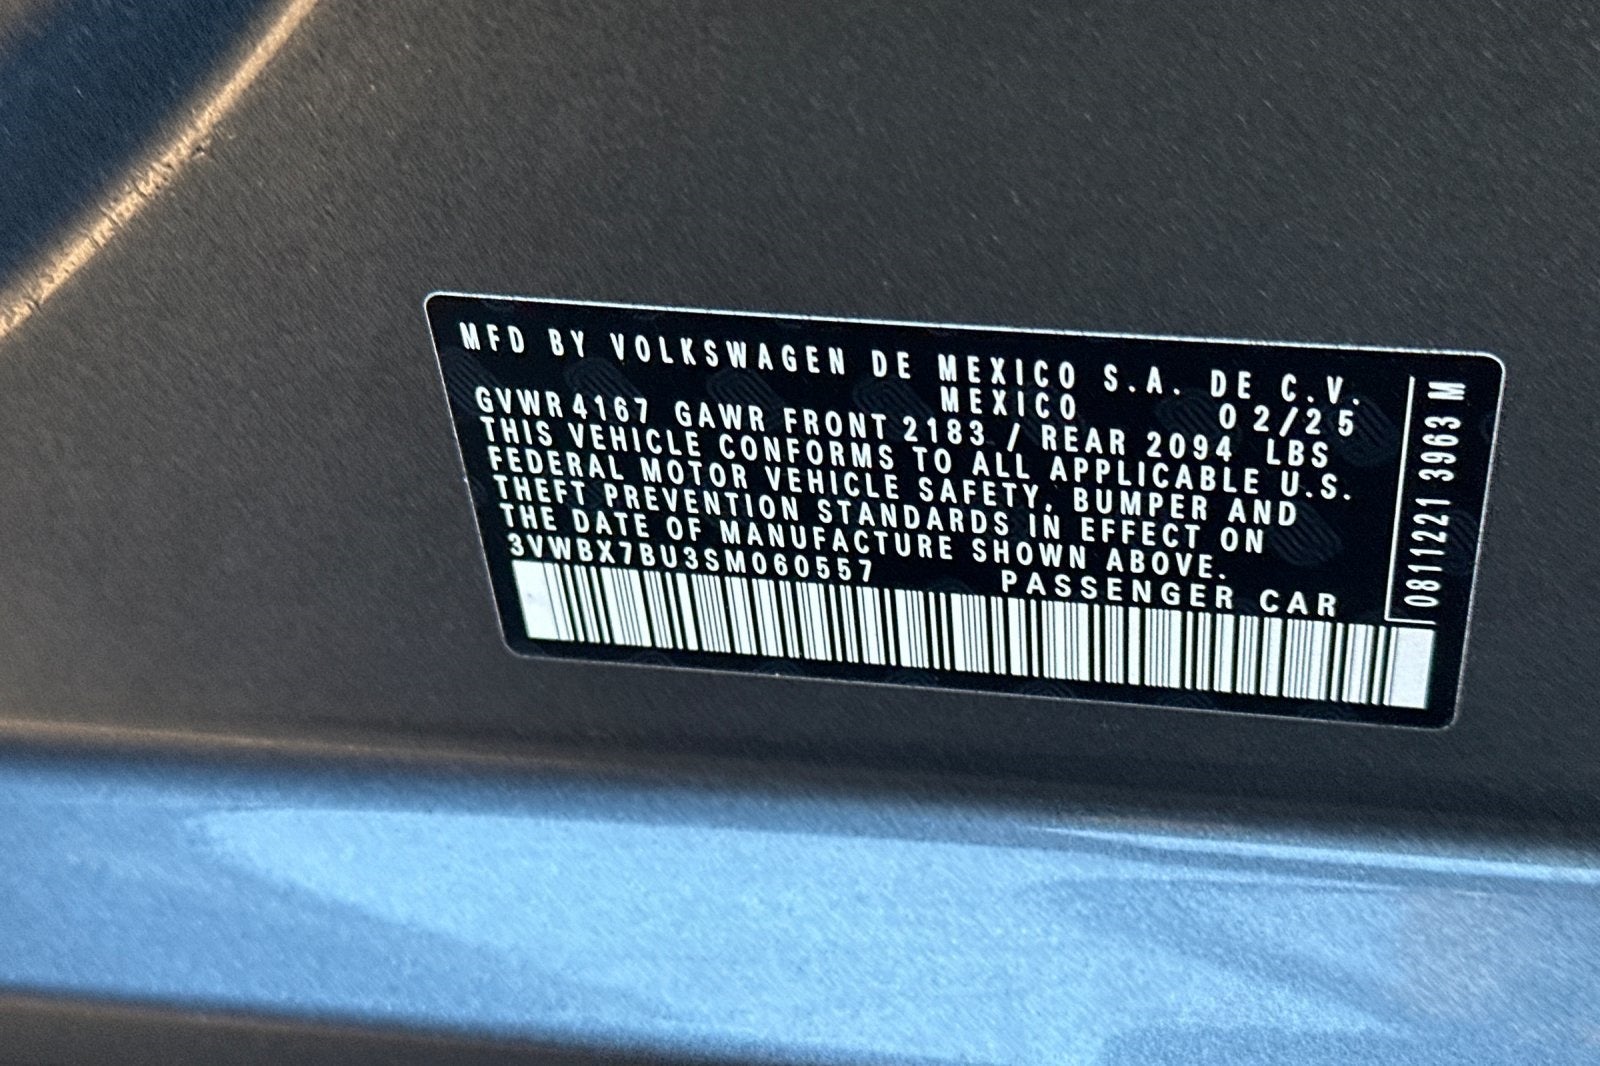 MFD BY VOLKSWAGEN DE MEXICO S.A. DE C.V.
MEXICO 02/25
GVWR 4167 GAWR FRONT 2183 / REAR 2094 LBS
THIS VEHICLE CONFORMS TO ALL APPLICABLE U.S.
FEDERAL MOTOR VEHICLE SAFETY, BUMPER AND
THEFT PREVENTION STANDARDS IN EFFECT ON
THE DATE OF MANUFACTURE SHOWN ABOVE.
3VWBX7BU3SM060557
PASSENGER CAR
0811221 3963 M